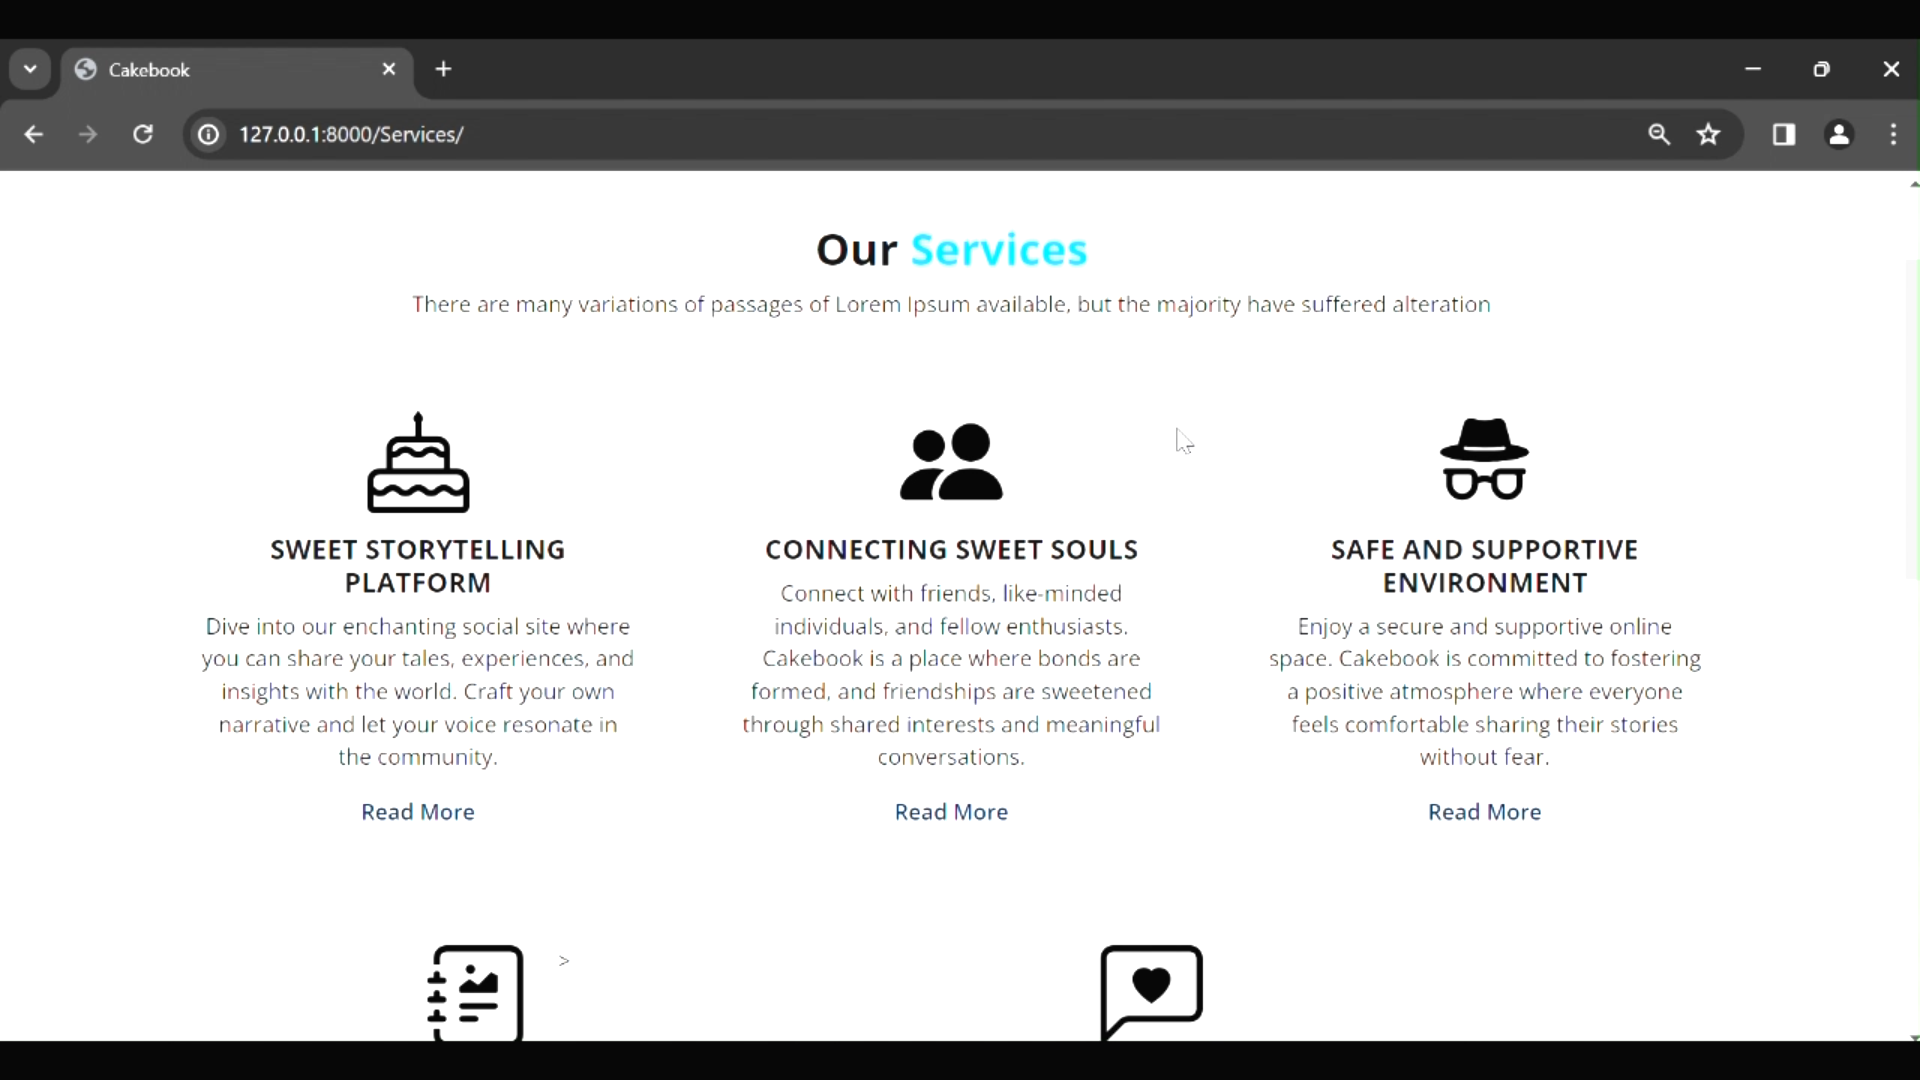 Cakebook
127.0.0.1:8000/Services/
Our Services
There are many variations of passages of Lorem Ipsum available, but the majority have suffered alteration
SWEET STORYTELLING
PLATFORM
Dive into our enchanting social site where
you can share your tales, experiences, and
insights with the world. Craft your own
narrative and let your voice resonate in
the community.
Read More
CONNECTING SWEET SOULS
Connect with friends, like-minded
individuals, and fellow enthusiasts.
Cakebook is a place where bonds are
formed, and friendships are sweetened
through shared interests and meaningful
conversations.
Read More
SAFE AND SUPPORTIVE
ENVIRONMENT
Enjoy a secure and supportive online
space. Cakebook is committed to fostering
a positive atmosphere where everyone
feels comfortable sharing their stories
without fear.
Read More
>